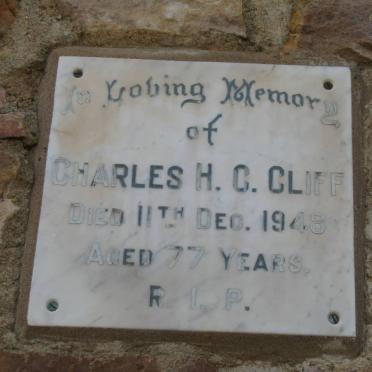 In Loving Memory
of
CHARLES H. C. CLIFF
DIED 11TH DEC. 1948
AGED 77 YEARS.
R. I. P.